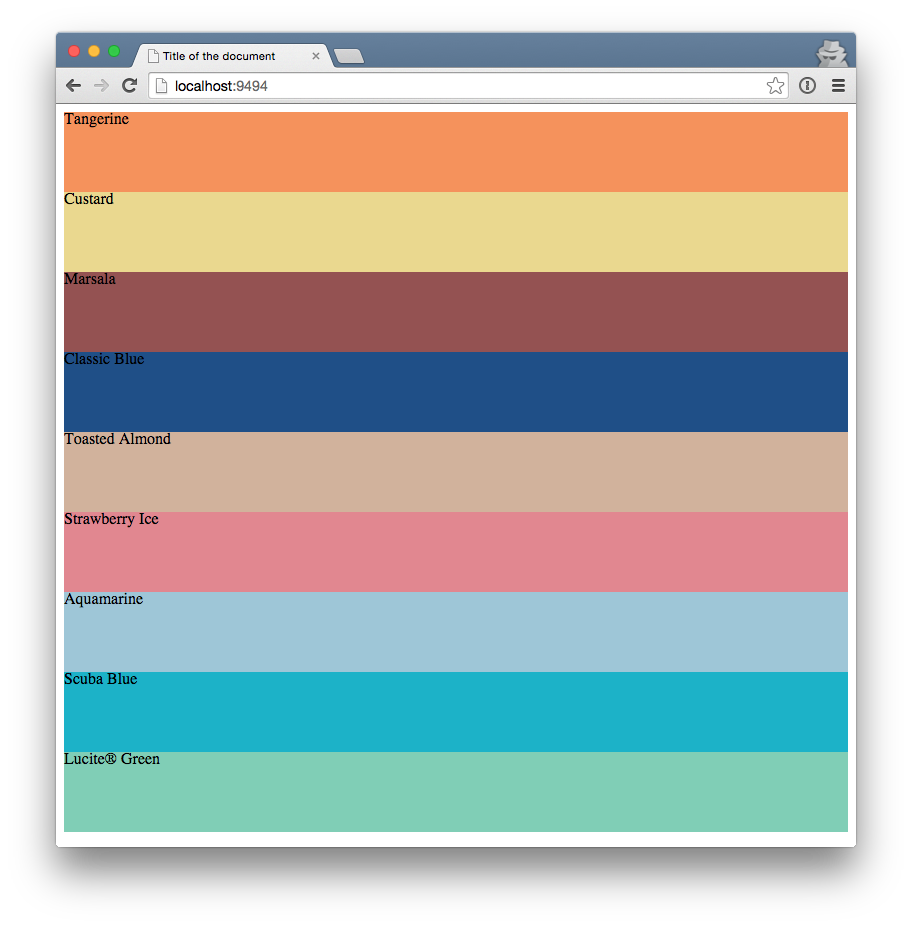 Title of the document
localhost:9494
Tangerine
Custard
Marsala
Classic Blue
Toasted Almond
Strawberry Ice
Aquamarine
Scuba Blue
Lucite® Green